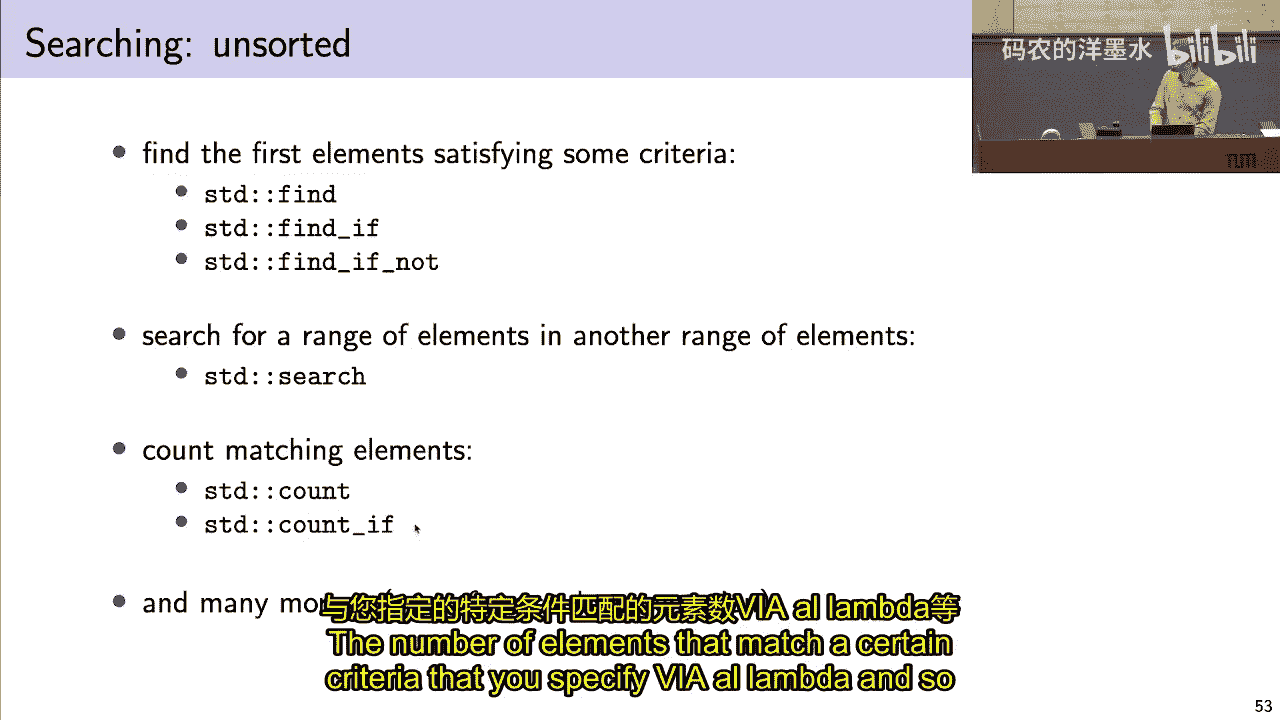 Searching: unsorted
码农的洋墨水 bilibili
• find the first elements satisfying some criteria:
• std::find
• std::find_if
• std::find_if_not
• search for a range of elements in another range of elements:
• std::search
• count matching elements:
• std::count
• std::count_if
• and many mo
与您指定的特定条件匹配的元素数VIA al lambda等
The number of elements that match a certain
criteria that you specify VIA al lambda and so
53